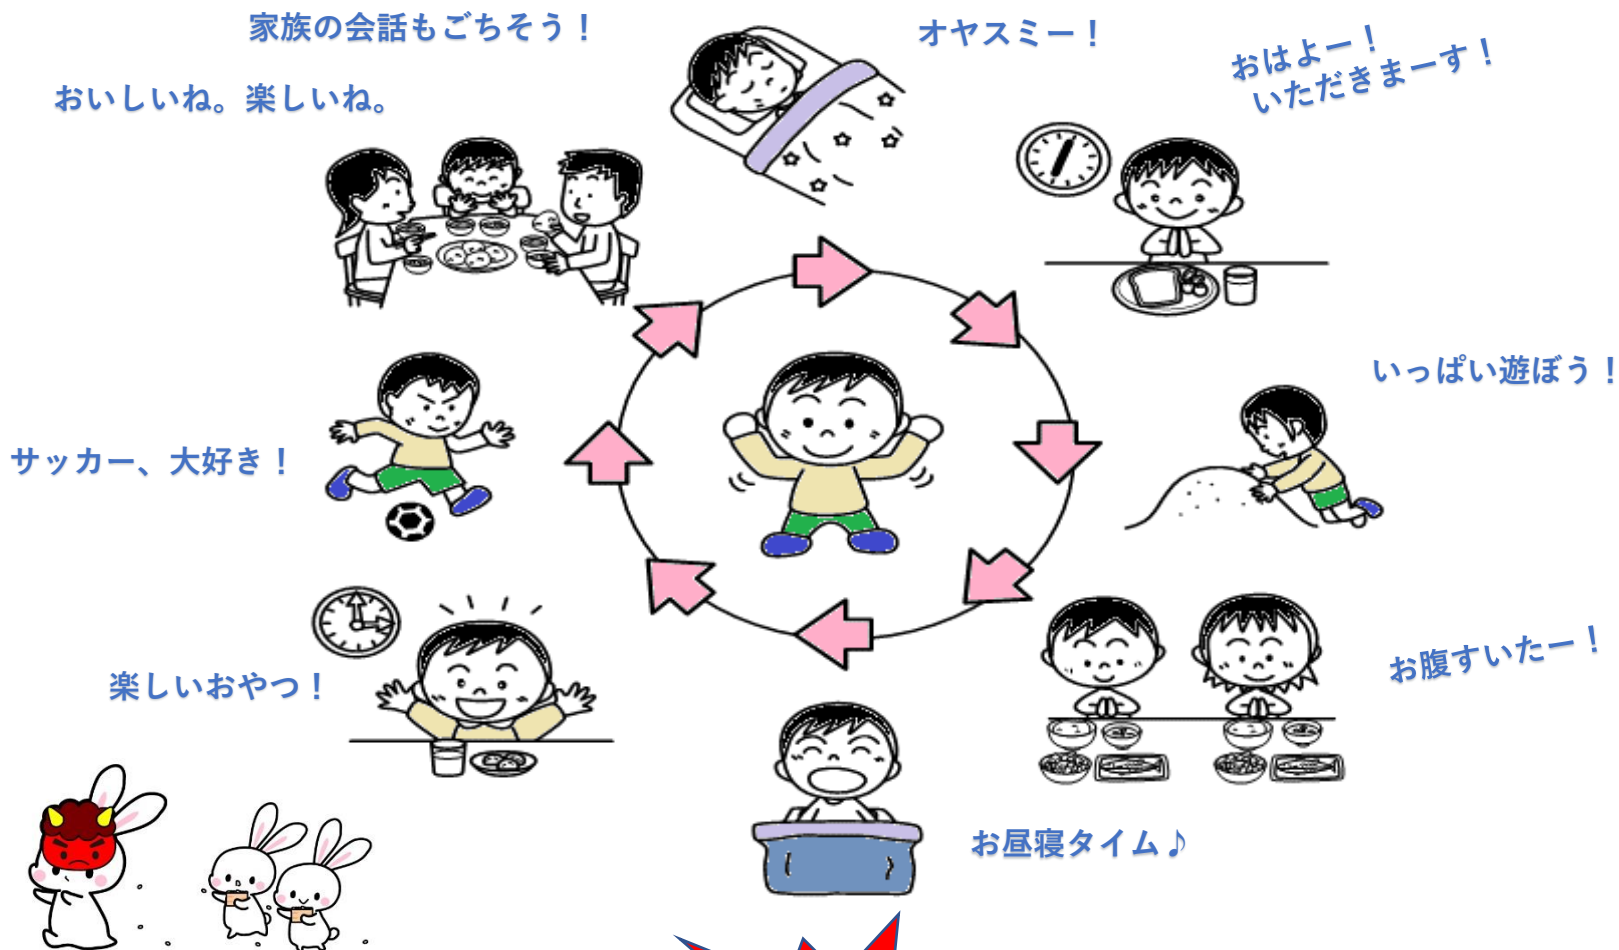 家族の会話もごちそう！
おいしいね。楽しいね。
オヤスミー！
おはよー！
いただきまーす！
いっぱい遊ぼう！
サッカー、大好き！
お腹すいたー！
楽しいおやつ！
お昼寝タイム♪